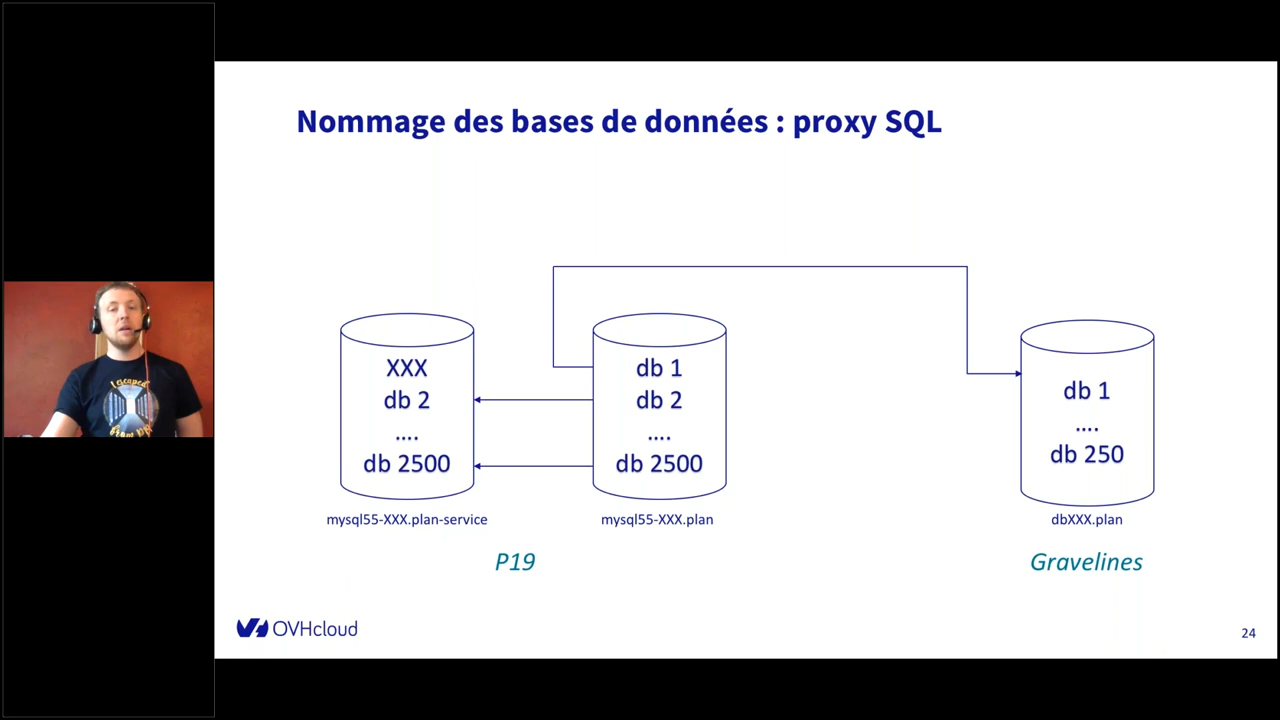 Nommage des bases de données : proxy SQL
XXX
db 2
....
db 2500
mysql55-XXX.plan-service
db 1
db 2
....
db 2500
mysql55-XXX.plan
P19
db 1
....
db 250
dbXXX.plan
Gravelines
OVHcloud
24
I escaped